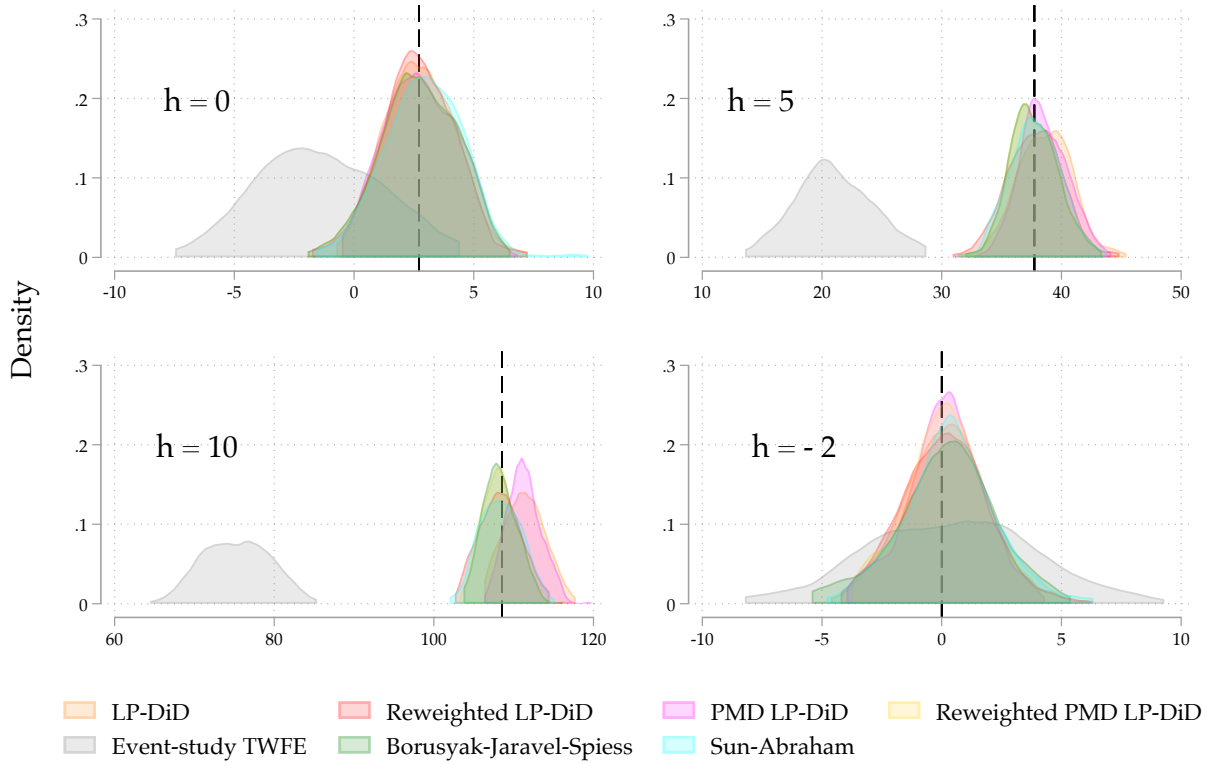 .3
.2
.1
0
h = 0
-10 -5 0 5 10
.3
.2
.1
0
h = 5
10 20 30 40 50
Density
.3
.2
.1
0
h = 10
60 80 100 120
.3
.2
.1
0
h = - 2
-10 -5 0 5 10
LP-DiD Reweighted LP-DiD PMD LP-DiD Reweighted PMD LP-DiD
Event-study TWFE Borusyak-Jaravel-Spiess Sun-Abraham